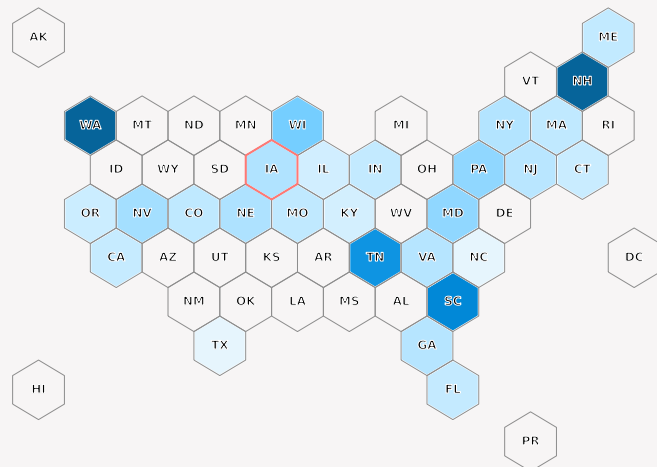 AK ME
VT NH
WA MT ND MN WI MI NY MA RI
ID WY SD IA IL IN OH PA NJ CT
OR NV CO NE MO KY WV MD DE
CA AZ UT KS AR TN VA NC DC
NM OK LA MS AL SC
TX GA
HI FL
PR